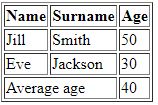 Name Surname Age
Jill Smith 50
Eve Jackson 30
Average age 40